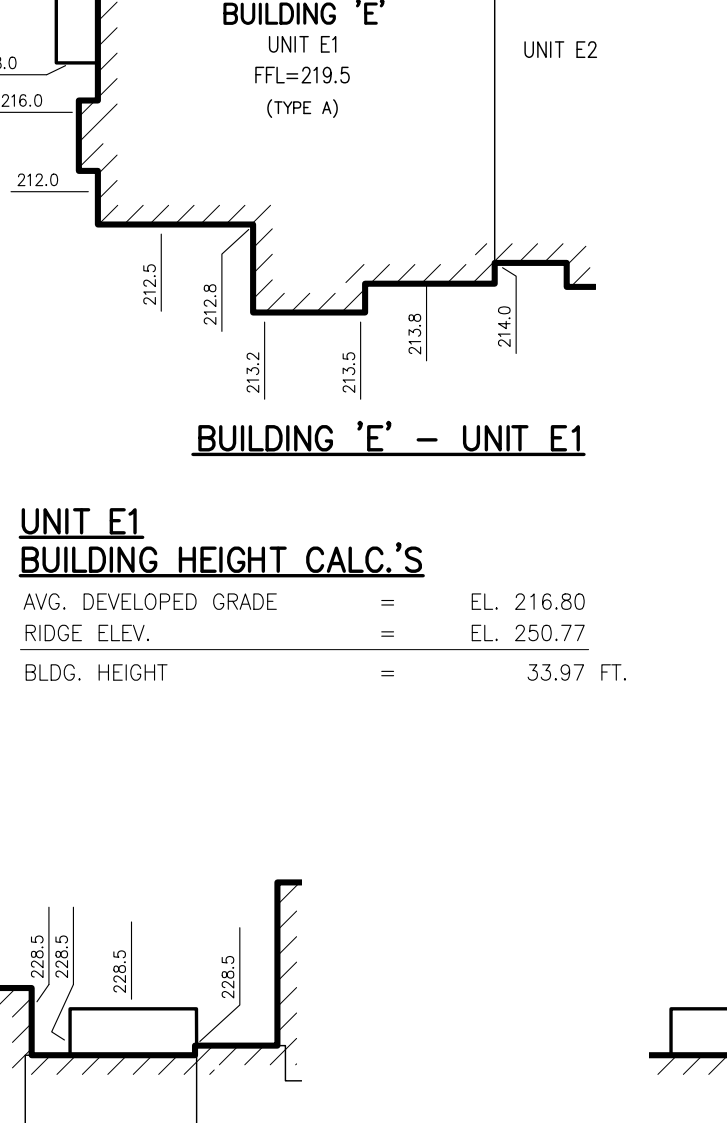 BUILDING 'E'
UNIT E1
FFL=219.5
(TYPE A)
UNIT E2
216.0
212.0
212.5
212.8
213.2
213.5
213.8
214.0
BUILDING 'E' – UNIT E1
UNIT E1
BUILDING HEIGHT CALC.'S
AVG. DEVELOPED GRADE = EL. 216.80
RIDGE ELEV. = EL. 250.77
BLDG. HEIGHT = 33.97 FT.
228.5
228.5
228.5
228.5